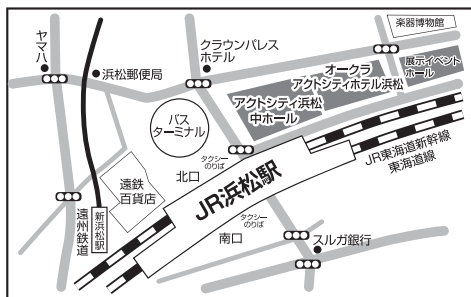 楽器博物館
ヤマハ
クラウンパレス
ホテル
浜松郵便局
オークラ
アクトシティホテル浜松
展示イベント
ホール
アクトシティ浜松
中ホール
バス
ターミナル
タクシー
のりば
北口
JR浜松駅
JR東海道新幹線
東海道線
遠鉄
百貨店
遠州鉄道
新浜松駅
タクシー
のりば
南口
スルガ銀行